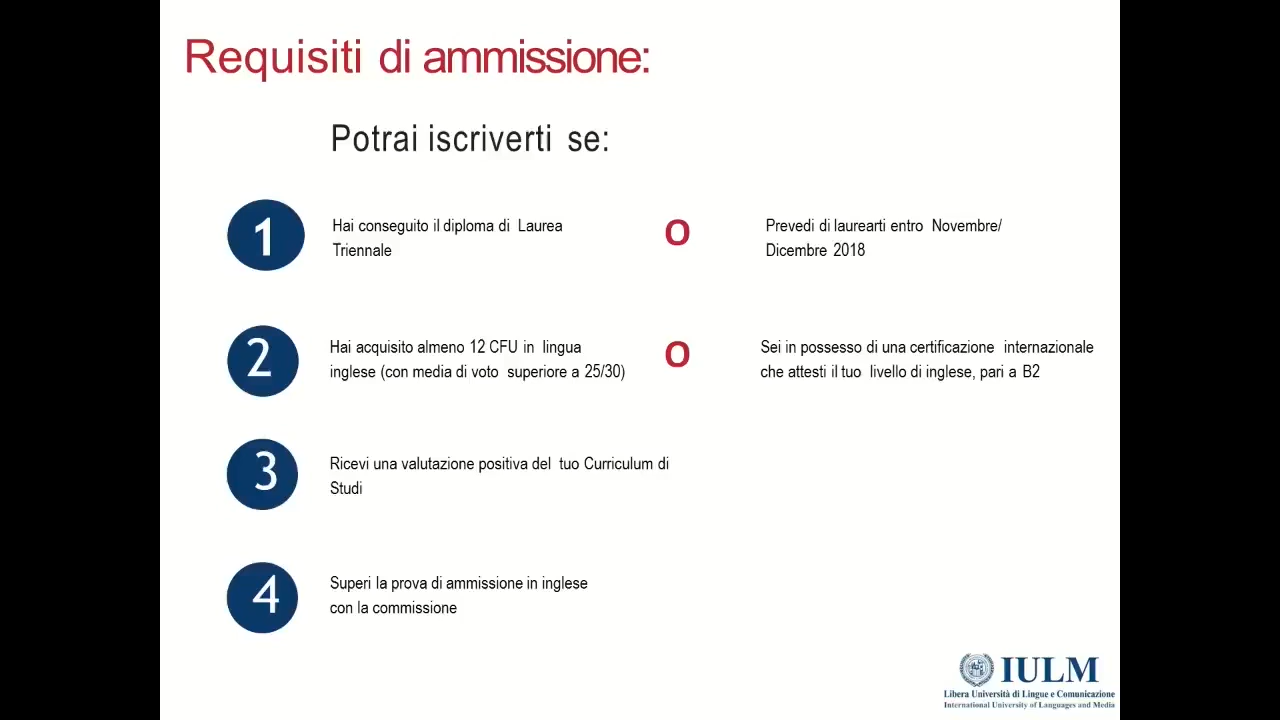 Requisiti di ammissione:
Potrai iscriverti se:
1
Hai conseguito il diploma di Laurea
Triennale
O
Prevedi di laurearti entro Novembre/
Dicembre 2018
2
Hai acquisito almeno 12 CFU in lingua
inglese (con media di voto superiore a 25/30)
O
Sei in possesso di una certificazione internazionale
che attesti il tuo livello di inglese, pari a B2
3
Ricevi una valutazione positiva del tuo Curriculum di
Studi
4
Superi la prova di ammissione in inglese
con la commissione
IULM
Libera Università di Lingue e Comunicazione
International University of Languages and Media